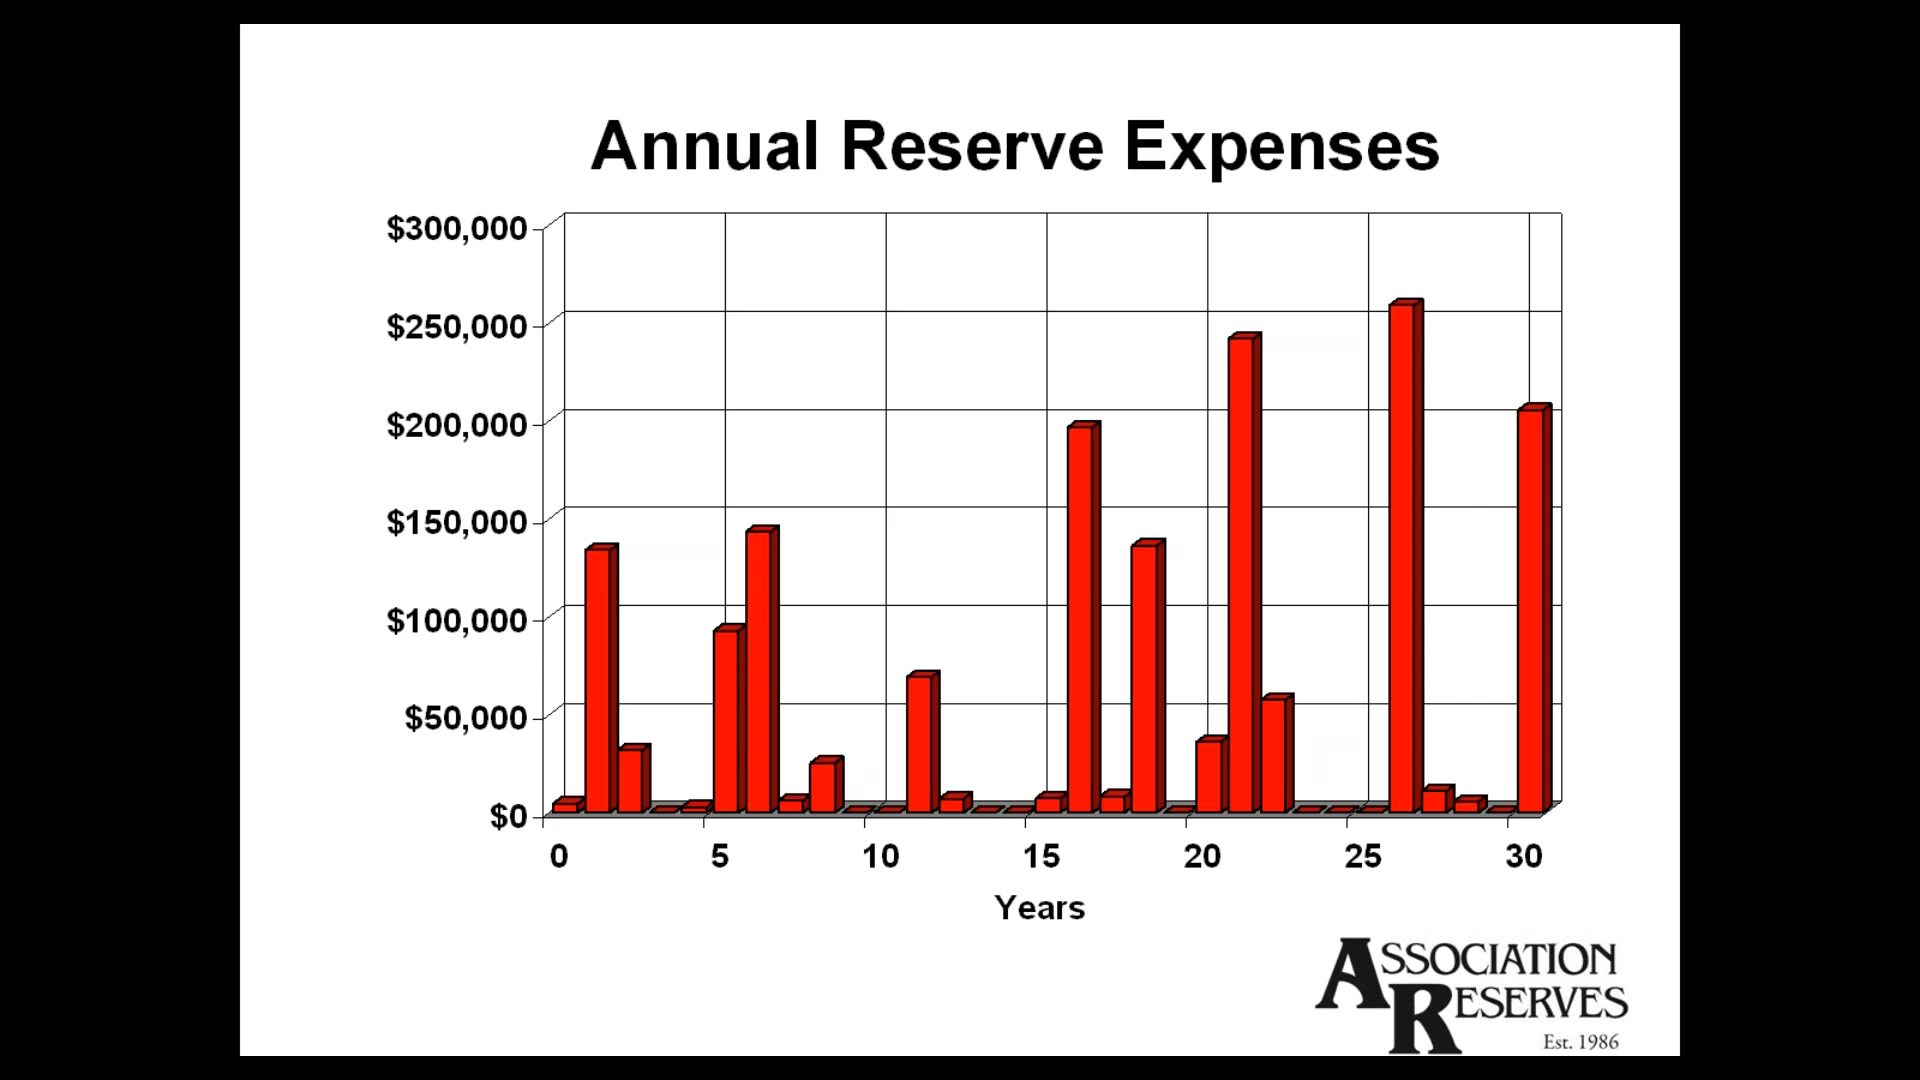 Annual Reserve Expenses
$300,000
$250,000
$200,000
$150,000
$100,000
$50,000
$0
0 5 10 15 20 25 30
Years
ASSOCIATION
RESERVES
Est. 1986